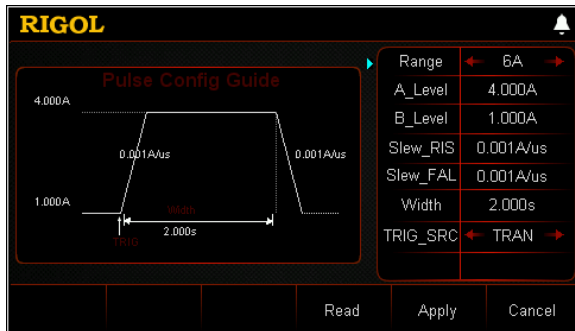 RIGOL
Pulse Config Guide
4.000A
0.001A/us
0.001A/us
1.000A
Width
2.000s
TRIG
Range 6A
A_Level 4.000A
B_Level 1.000A
Slew_RIS 0.001A/us
Slew_FAL 0.001A/us
Width 2.000s
TRIG_SRC TRAN
Read Apply Cancel